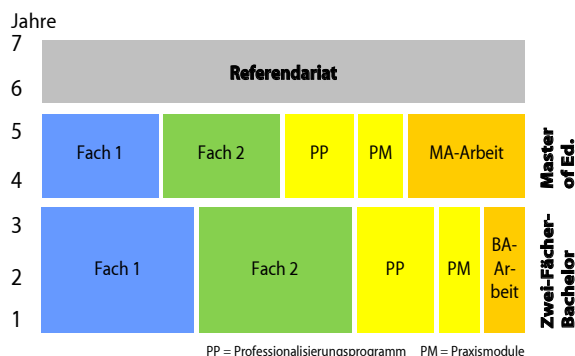 Jahre
7
Referendariat
6
5
Fach 1
Fach 2
PP
PM
MA-Arbeit
4
Master
of Ed.
3
2
1
Fach 1
Fach 2
PP
PM
BA-
Ar-
beit
Zwei-Fächer-
Bachelor
PP = Professionalisierungsprogramm PM = Praxismodule